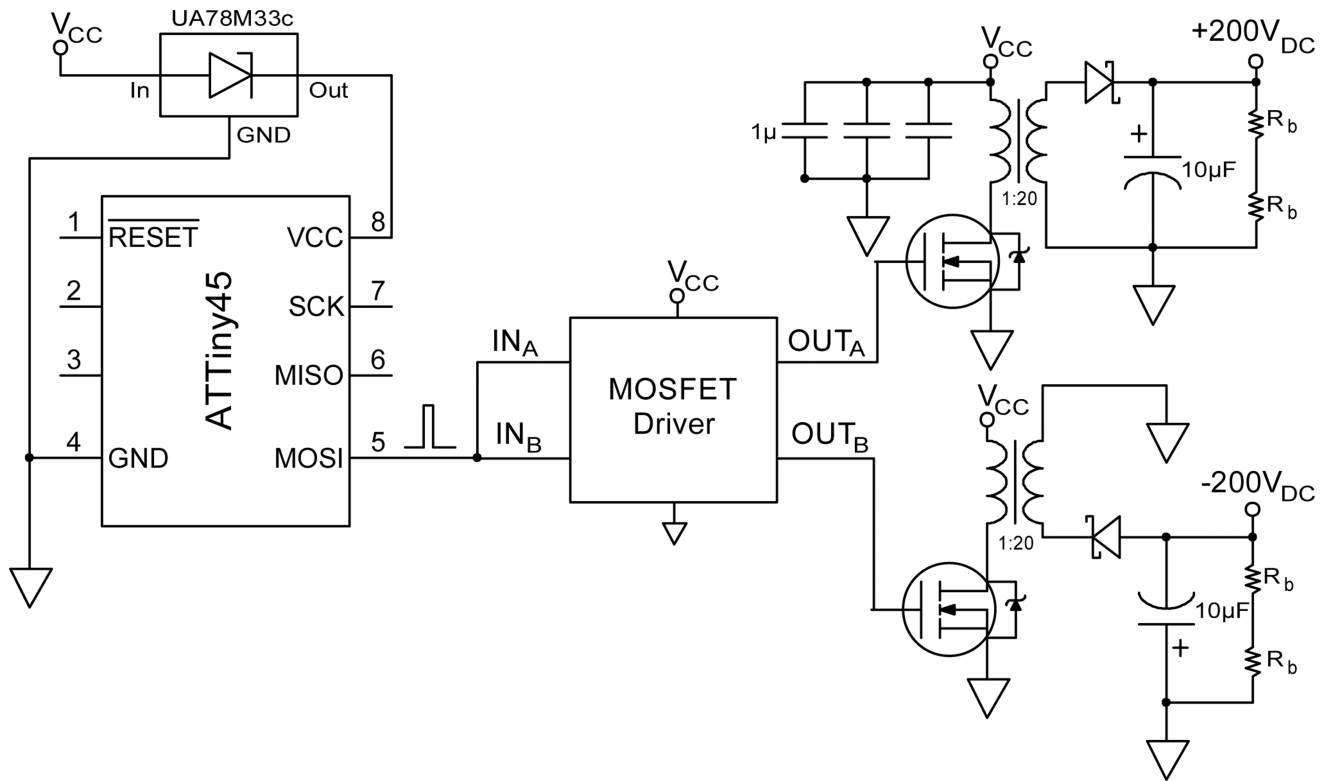 UA78M33c
VCC
In
Out
GND
1
RESET
VCC
8
2
SCK
7
3
MISO
6
4
GND
MOSI
5
ATTiny45
INA
INB
VCC
MOSFET
Driver
OUTA
OUTB
VCC
1µ
1:20
+200VDC
+
10µF
Rb
Rb
VCC
1:20
-200VDC
10µF
+
Rb
Rb